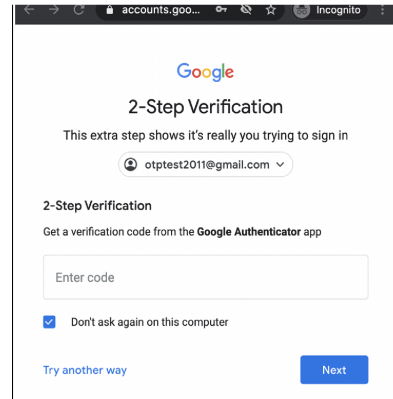 accounts.goo...
Incognito
Google
2-Step Verification
This extra step shows it's really you trying to sign in
otptest2011@gmail.com
2-Step Verification
Get a verification code from the Google Authenticator app
Enter code
Don't ask again on this computer
Try another way
Next